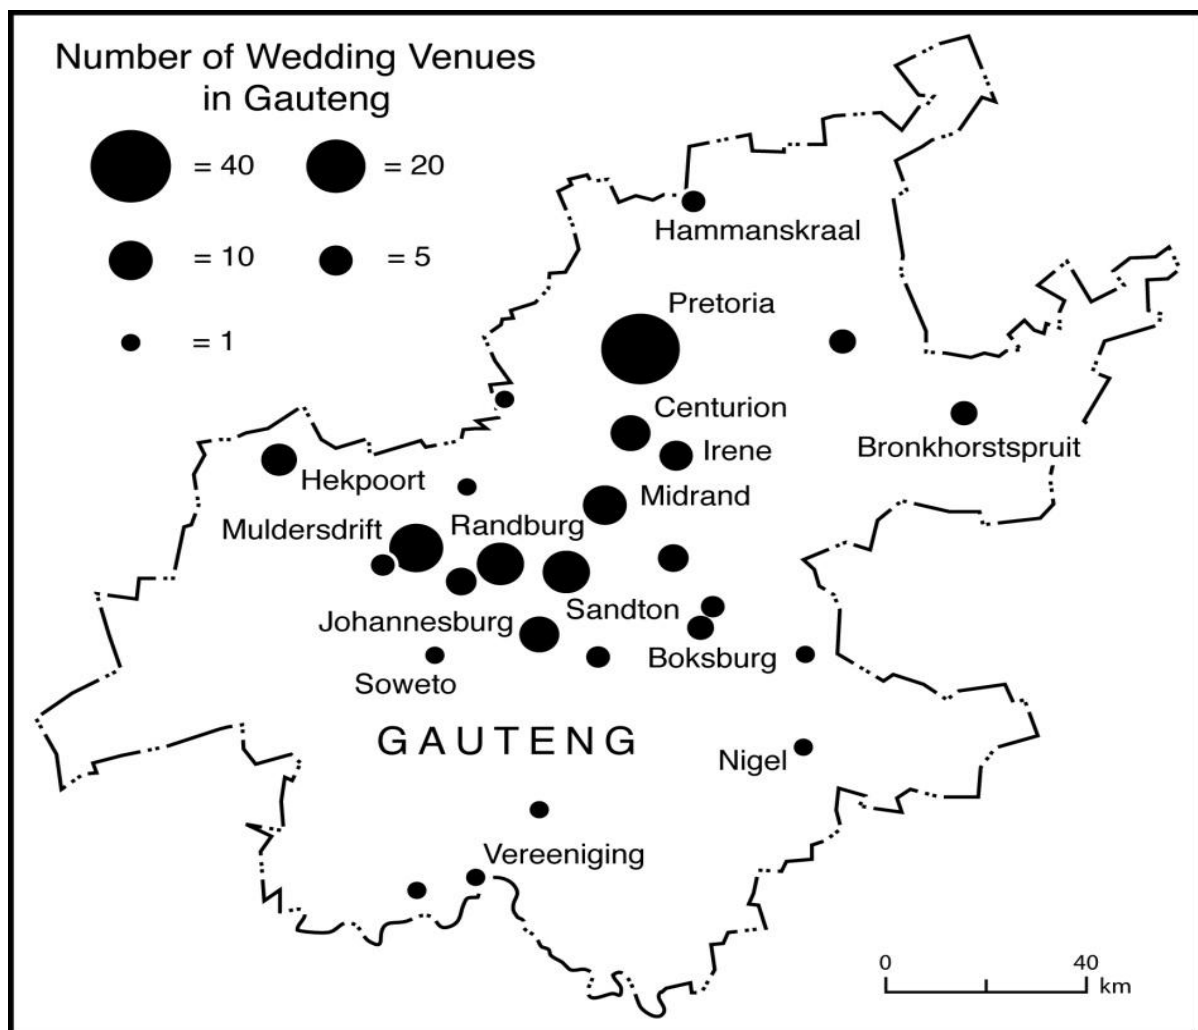 Number of Wedding Venues
in Gauteng
= 40
= 20
= 10
= 5
= 1
Hammanskraal
Pretoria
Centurion
Irene
Bronkhorstspruit
Hekpoort
Midrand
Muldersdrift
Randburg
Sandton
Johannesburg
Boksburg
Soweto
GAUTENG
Nigel
Vereeniging
0
40
km